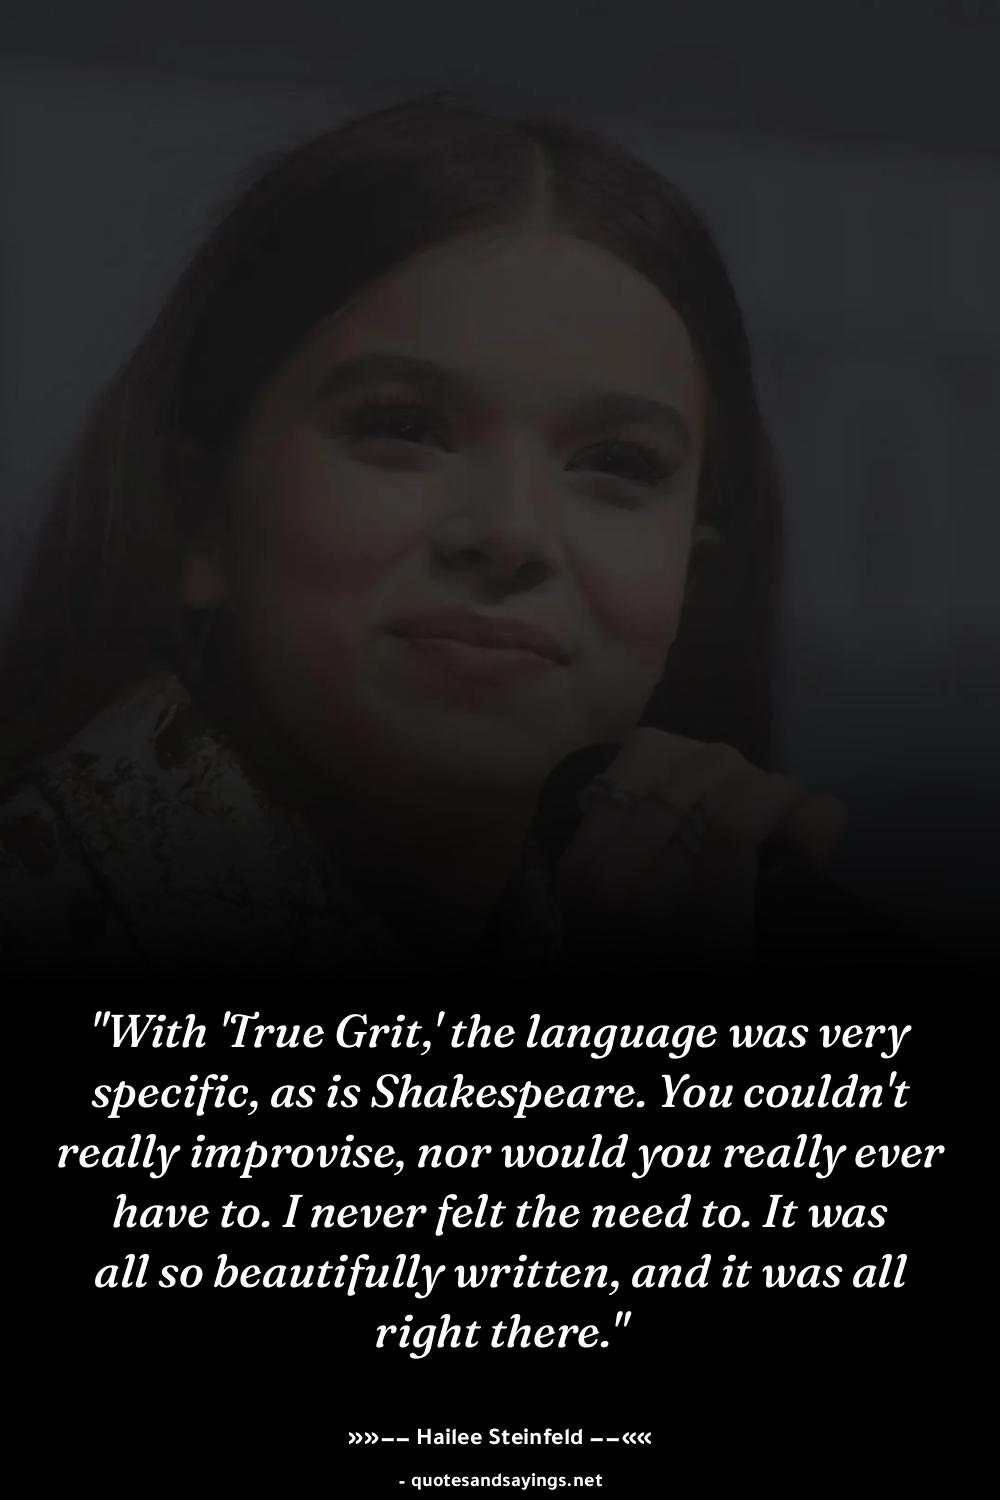 "With 'True Grit,' the language was very
specific, as is Shakespeare. You couldn't
really improvise, nor would you really ever
have to. I never felt the need to. It was
all so beautifully written, and it was all
right there."
»»−− Hailee Steinfeld −−««
- quotesandsayings.net